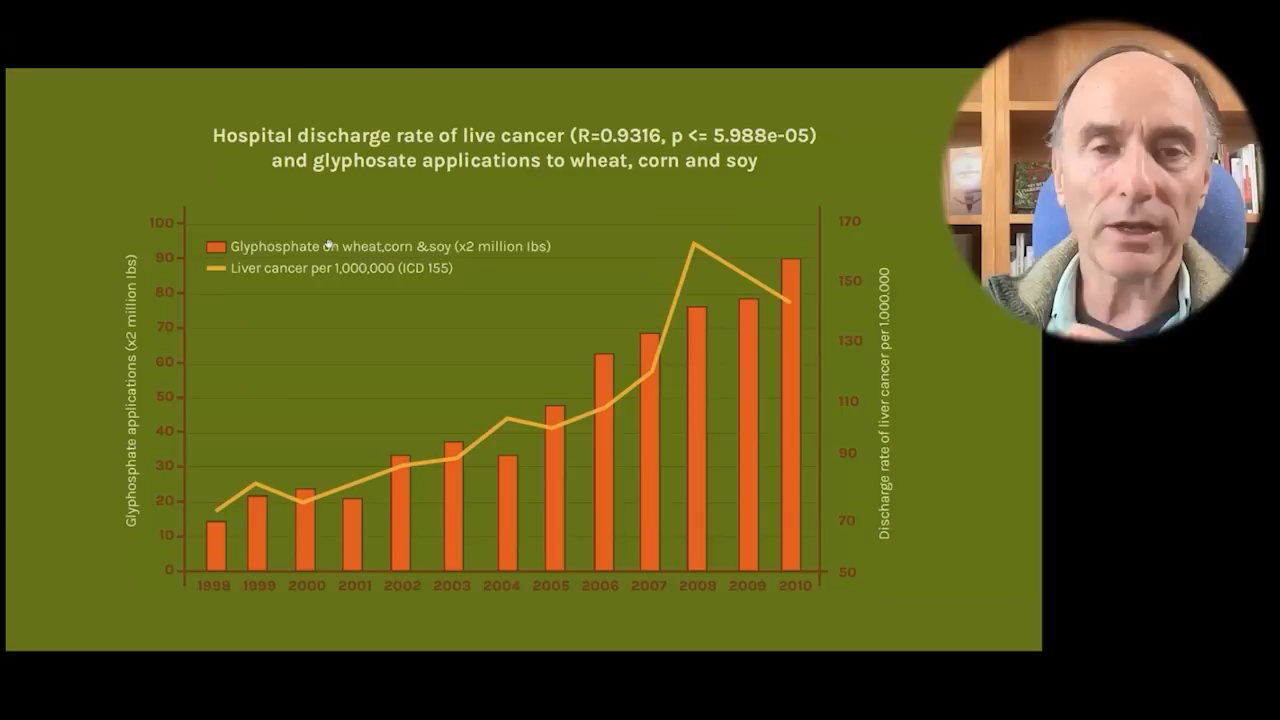 Hospital discharge rate of live cancer (R=0.9316, p <= 5.988e-05)
and glyphosate applications to wheat, corn and soy
Glyphosphate on wheat,corn &soy (x2 million lbs)
Liver cancer per 1,000,000 (ICD 155)
Glyphosphate applications (x2 million lbs)
100
90
80
70
60
50
40
30
20
10
0
170
150
130
110
90
70
50
Discharge rate of liver cancer per 1.000.000
1998 1999 2000 2001 2002 2003 2004 2005 2006 2007 2008 2009 2010